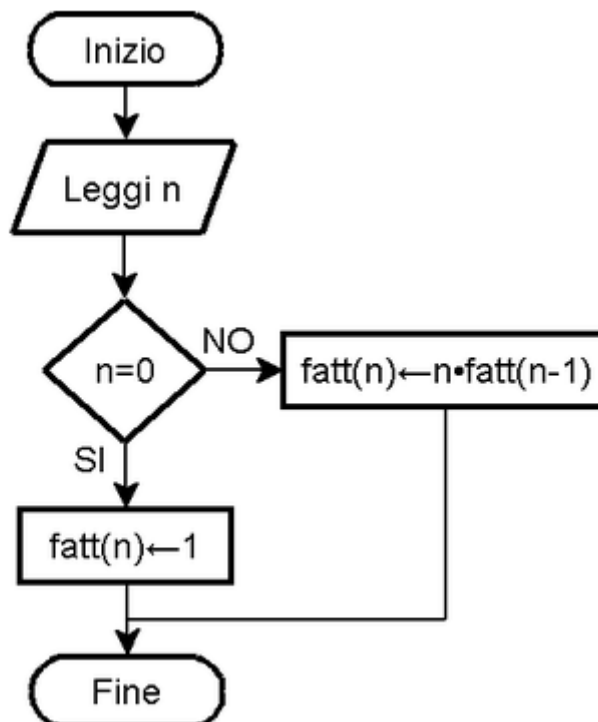 Inizio
Leggi n
n=0
NO
fatt(n)←n•fatt(n-1)
SI
fatt(n)←1
Fine